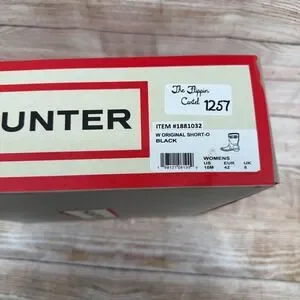 The Flippin
Cartel 1257
UNTER
ITEM #1881032
W ORIGINAL SHORT-O
BLACK
WOMENS
US EUR UK
10M 42 8